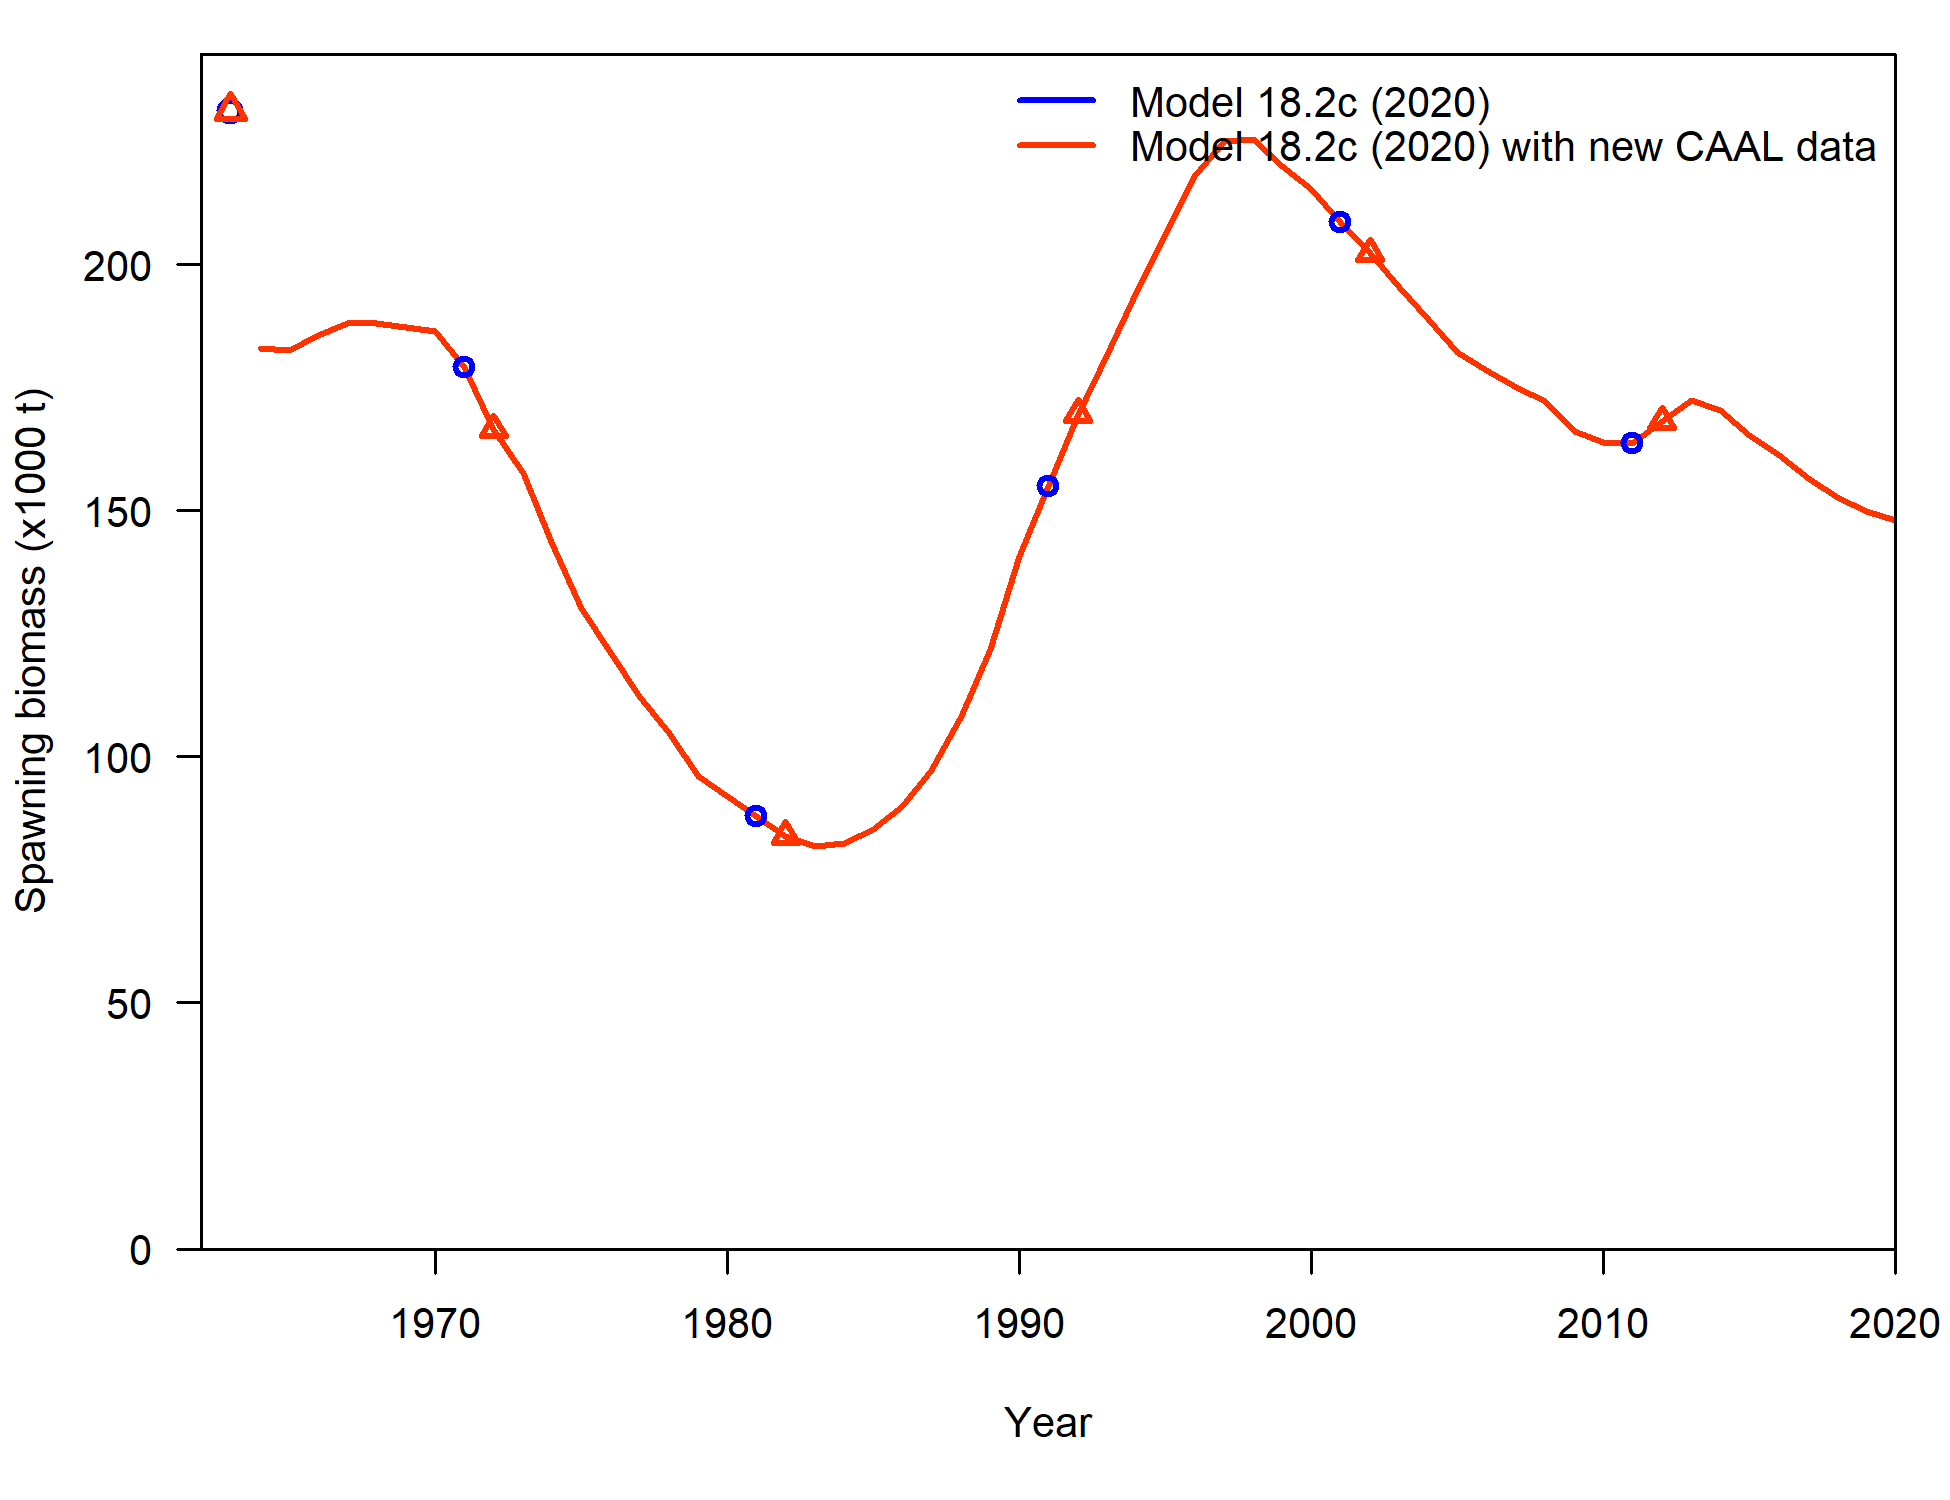 Model 18.2c (2020)
Model 18.2c (2020) with new CAAL data
Spawning biomass (x1000 t)
200
150
100
50
0
1970 1980 1990 2000 2010 2020
Year